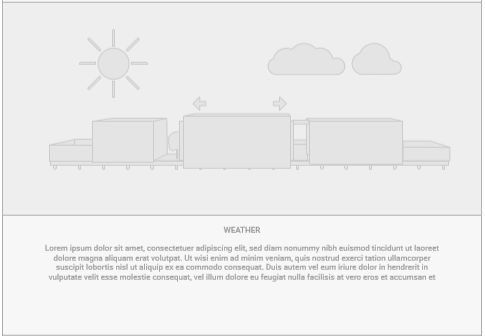 WEATHER
Lorem ipsum dolor sit amet, consectetuer adipiscing elit, sed diam nonummy nibh euismod tincidunt ut laoreet
dolore magna aliquam erat volutpat. Ut wisi enim ad minim veniam, quis nostrud exerci tation ullamcorper
suscipit lobortis nisl ut aliquip ex ea commodo consequat. Duis autem vel eum iriure dolor in hendrerit in
vulputate velit esse molestie consequat, vel illum dolore eu feugiat nulla facilisis at vero eros et accumsan et